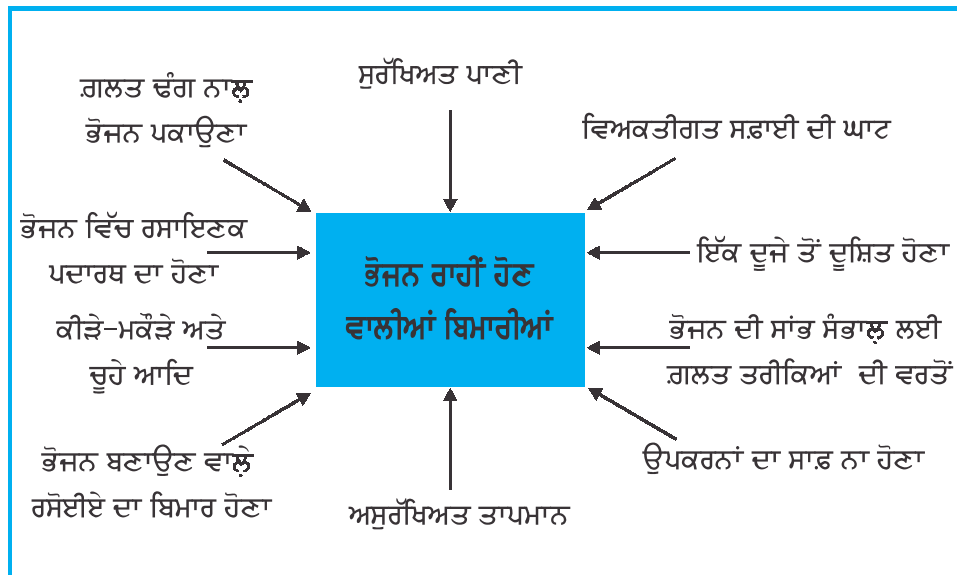 ਸੁਰੱਖਿਅਤ ਪਾਣੀ
ਗ਼ਲਤ ਢੰਗ ਨਾਲ਼
ਭੋਜਨ ਪਕਾਉਣਾ
ਵਿਅਕਤੀਗਤ ਸਫ਼ਾਈ ਦੀ ਘਾਟ
ਭੋਜਨ ਵਿੱਚ ਰਸਾਇਣਕ
ਪਦਾਰਥ ਦਾ ਹੋਣਾ
ਇੱਕ ਦੂਜੇ ਤੋਂ ਦੂਸ਼ਿਤ ਹੋਣਾ
ਭੋਜਨ ਰਾਹੀਂ ਹੋਣ
ਵਾਲੀਆਂ ਬਿਮਾਰੀਆਂ
ਕੀੜੇ-ਮਕੌੜੇ ਅਤੇ
ਚੂਹੇ ਆਦਿ
ਭੋਜਨ ਦੀ ਸਾਂਭ ਸੰਭਾਲ਼ ਲਈ
ਗ਼ਲਤ ਤਰੀਕਿਆਂ ਦੀ ਵਰਤੋਂ
ਭੋਜਨ ਬਣਾਉਣ ਵਾਲ਼ੇ
ਰਸੋਈਏ ਦਾ ਬਿਮਾਰ ਹੋਣਾ
ਉਪਕਰਨਾਂ ਦਾ ਸਾਫ਼ ਨਾ ਹੋਣਾ
ਅਸੁਰੱਖਿਅਤ ਤਾਪਮਾਨ